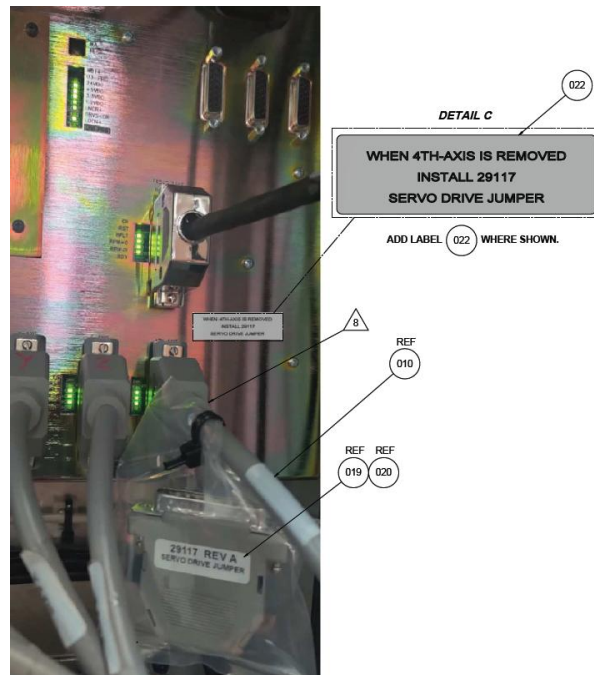 022
DETAIL C
WHEN 4TH-AXIS IS REMOVED
INSTALL 29117
SERVO DRIVE JUMPER
ADD LABEL 022 WHERE SHOWN.
WHEN 4TH-AXIS IS REMOVED
INSTALL 29117
SERVO DRIVE JUMPER
8
REF
010
REF REF
019 020
29117 REV A
SERVO DRIVE JUMPER